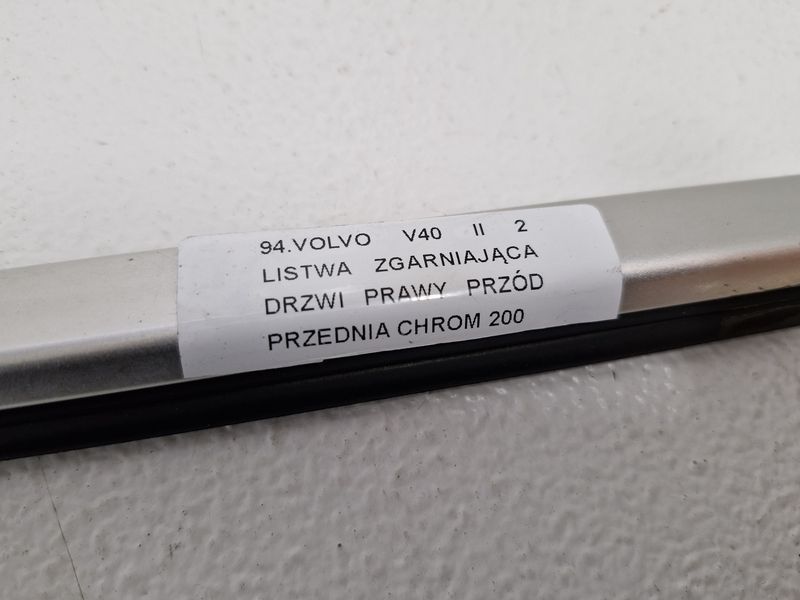 94.VOLVO V40 II 2
LISTWA ZGARNIAJĄCA
DRZWI PRAWY PRZÓD
PRZEDNIA CHROM 200